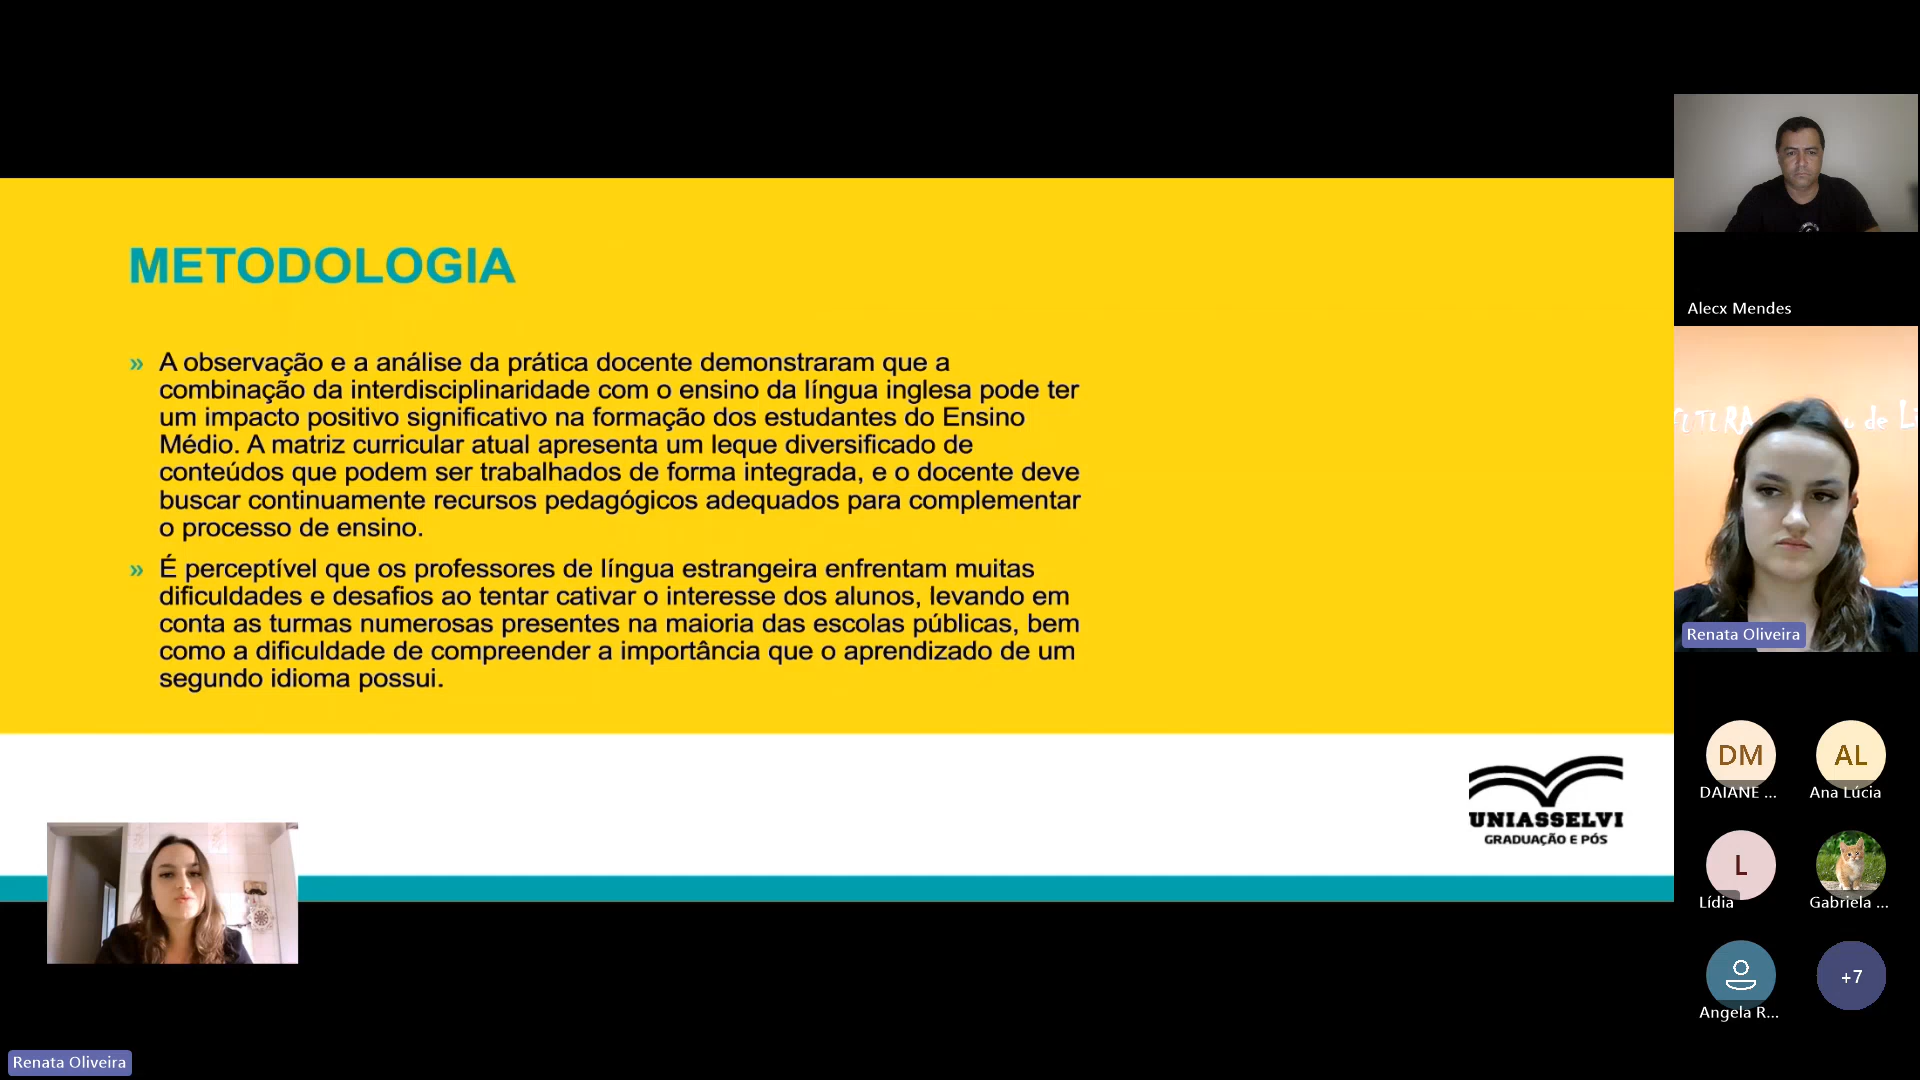 METODOLOGIA
» A observação e a análise da prática docente demonstraram que a
combinação da interdisciplinaridade com o ensino da língua inglesa pode ter
um impacto positivo significativo na formação dos estudantes do Ensino
Médio. A matriz curricular atual apresenta um leque diversificado de
conteúdos que podem ser trabalhados de forma integrada, e o docente deve
buscar continuamente recursos pedagógicos adequados para complementar
o processo de ensino.
» É perceptível que os professores de língua estrangeira enfrentam muitas
dificuldades e desafios ao tentar cativar o interesse dos alunos, levando em
conta as turmas numerosas presentes na maioria das escolas públicas, bem
como a dificuldade de compreender a importância que o aprendizado de um
segundo idioma possui.
UNIASSELVI
GRADUAÇÃO E PÓS
Renata Oliveira
Alecx Mendes
de
Renata Oliveira
DM
DAIANE ...
AL
Ana Lúcia
L
Lídia
Gabriela ...
Angela R...
+7